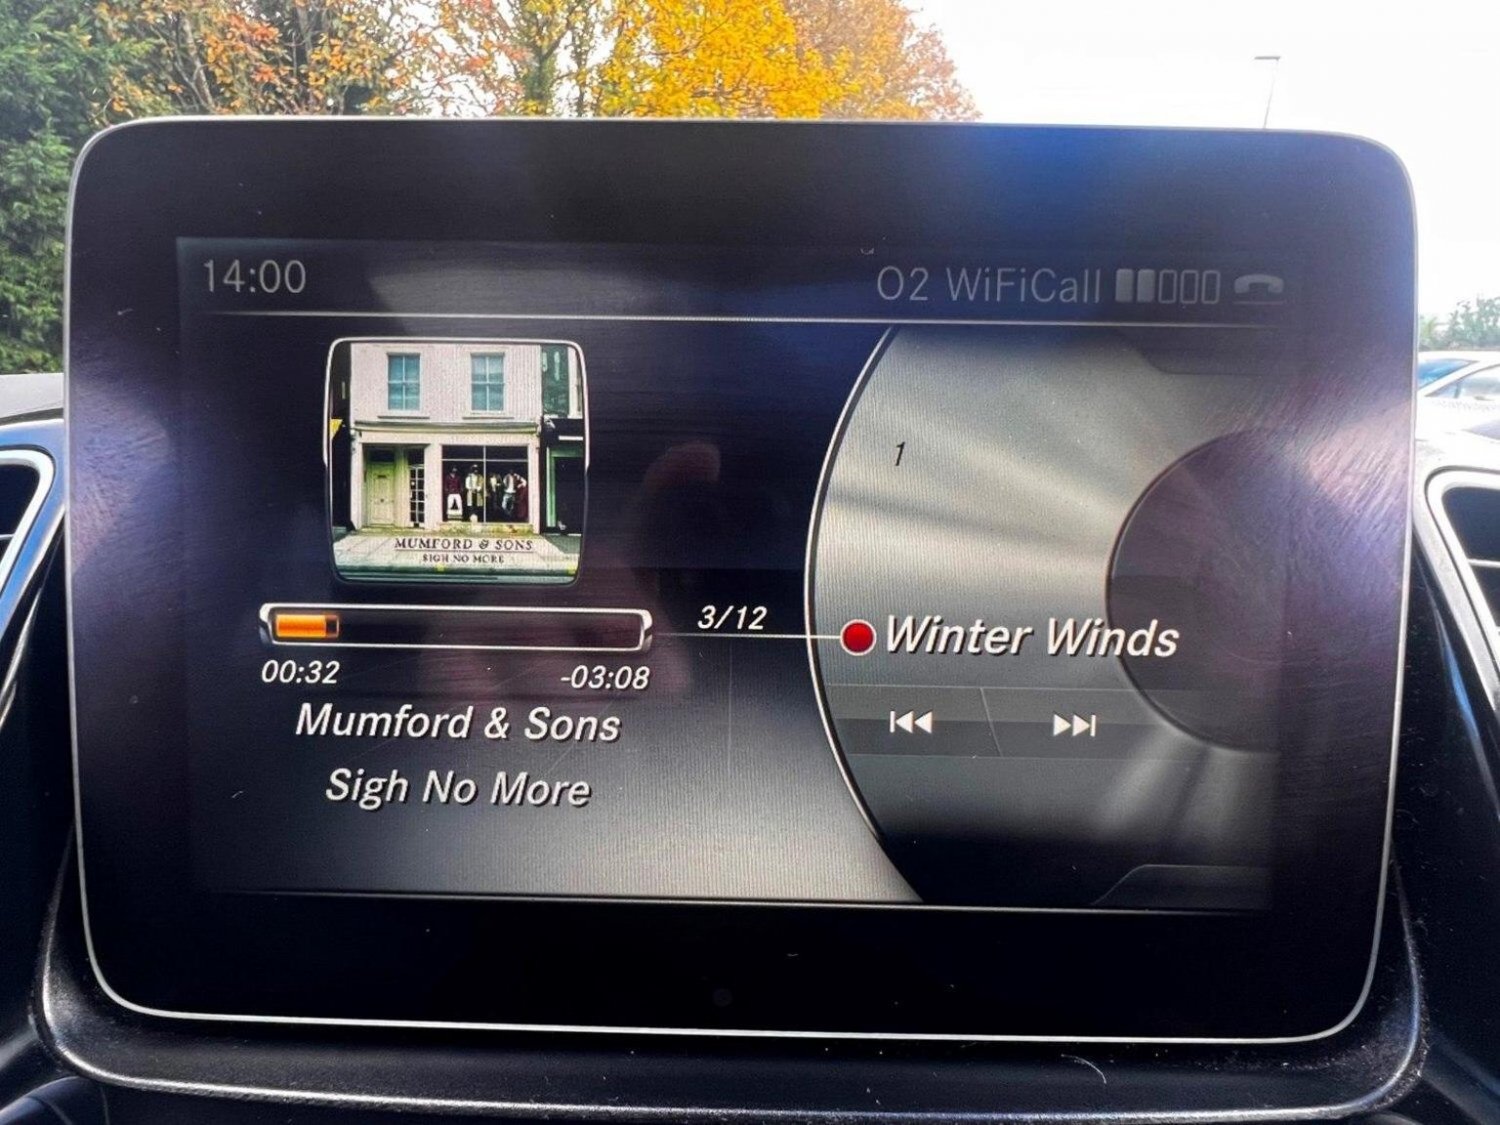 14:00
O2 WiFiCall
MUMFORD & SONS
SIGH NO MORE
1
3/12
Winter Winds
00:32
-03:08
Mumford & Sons
Sigh No More